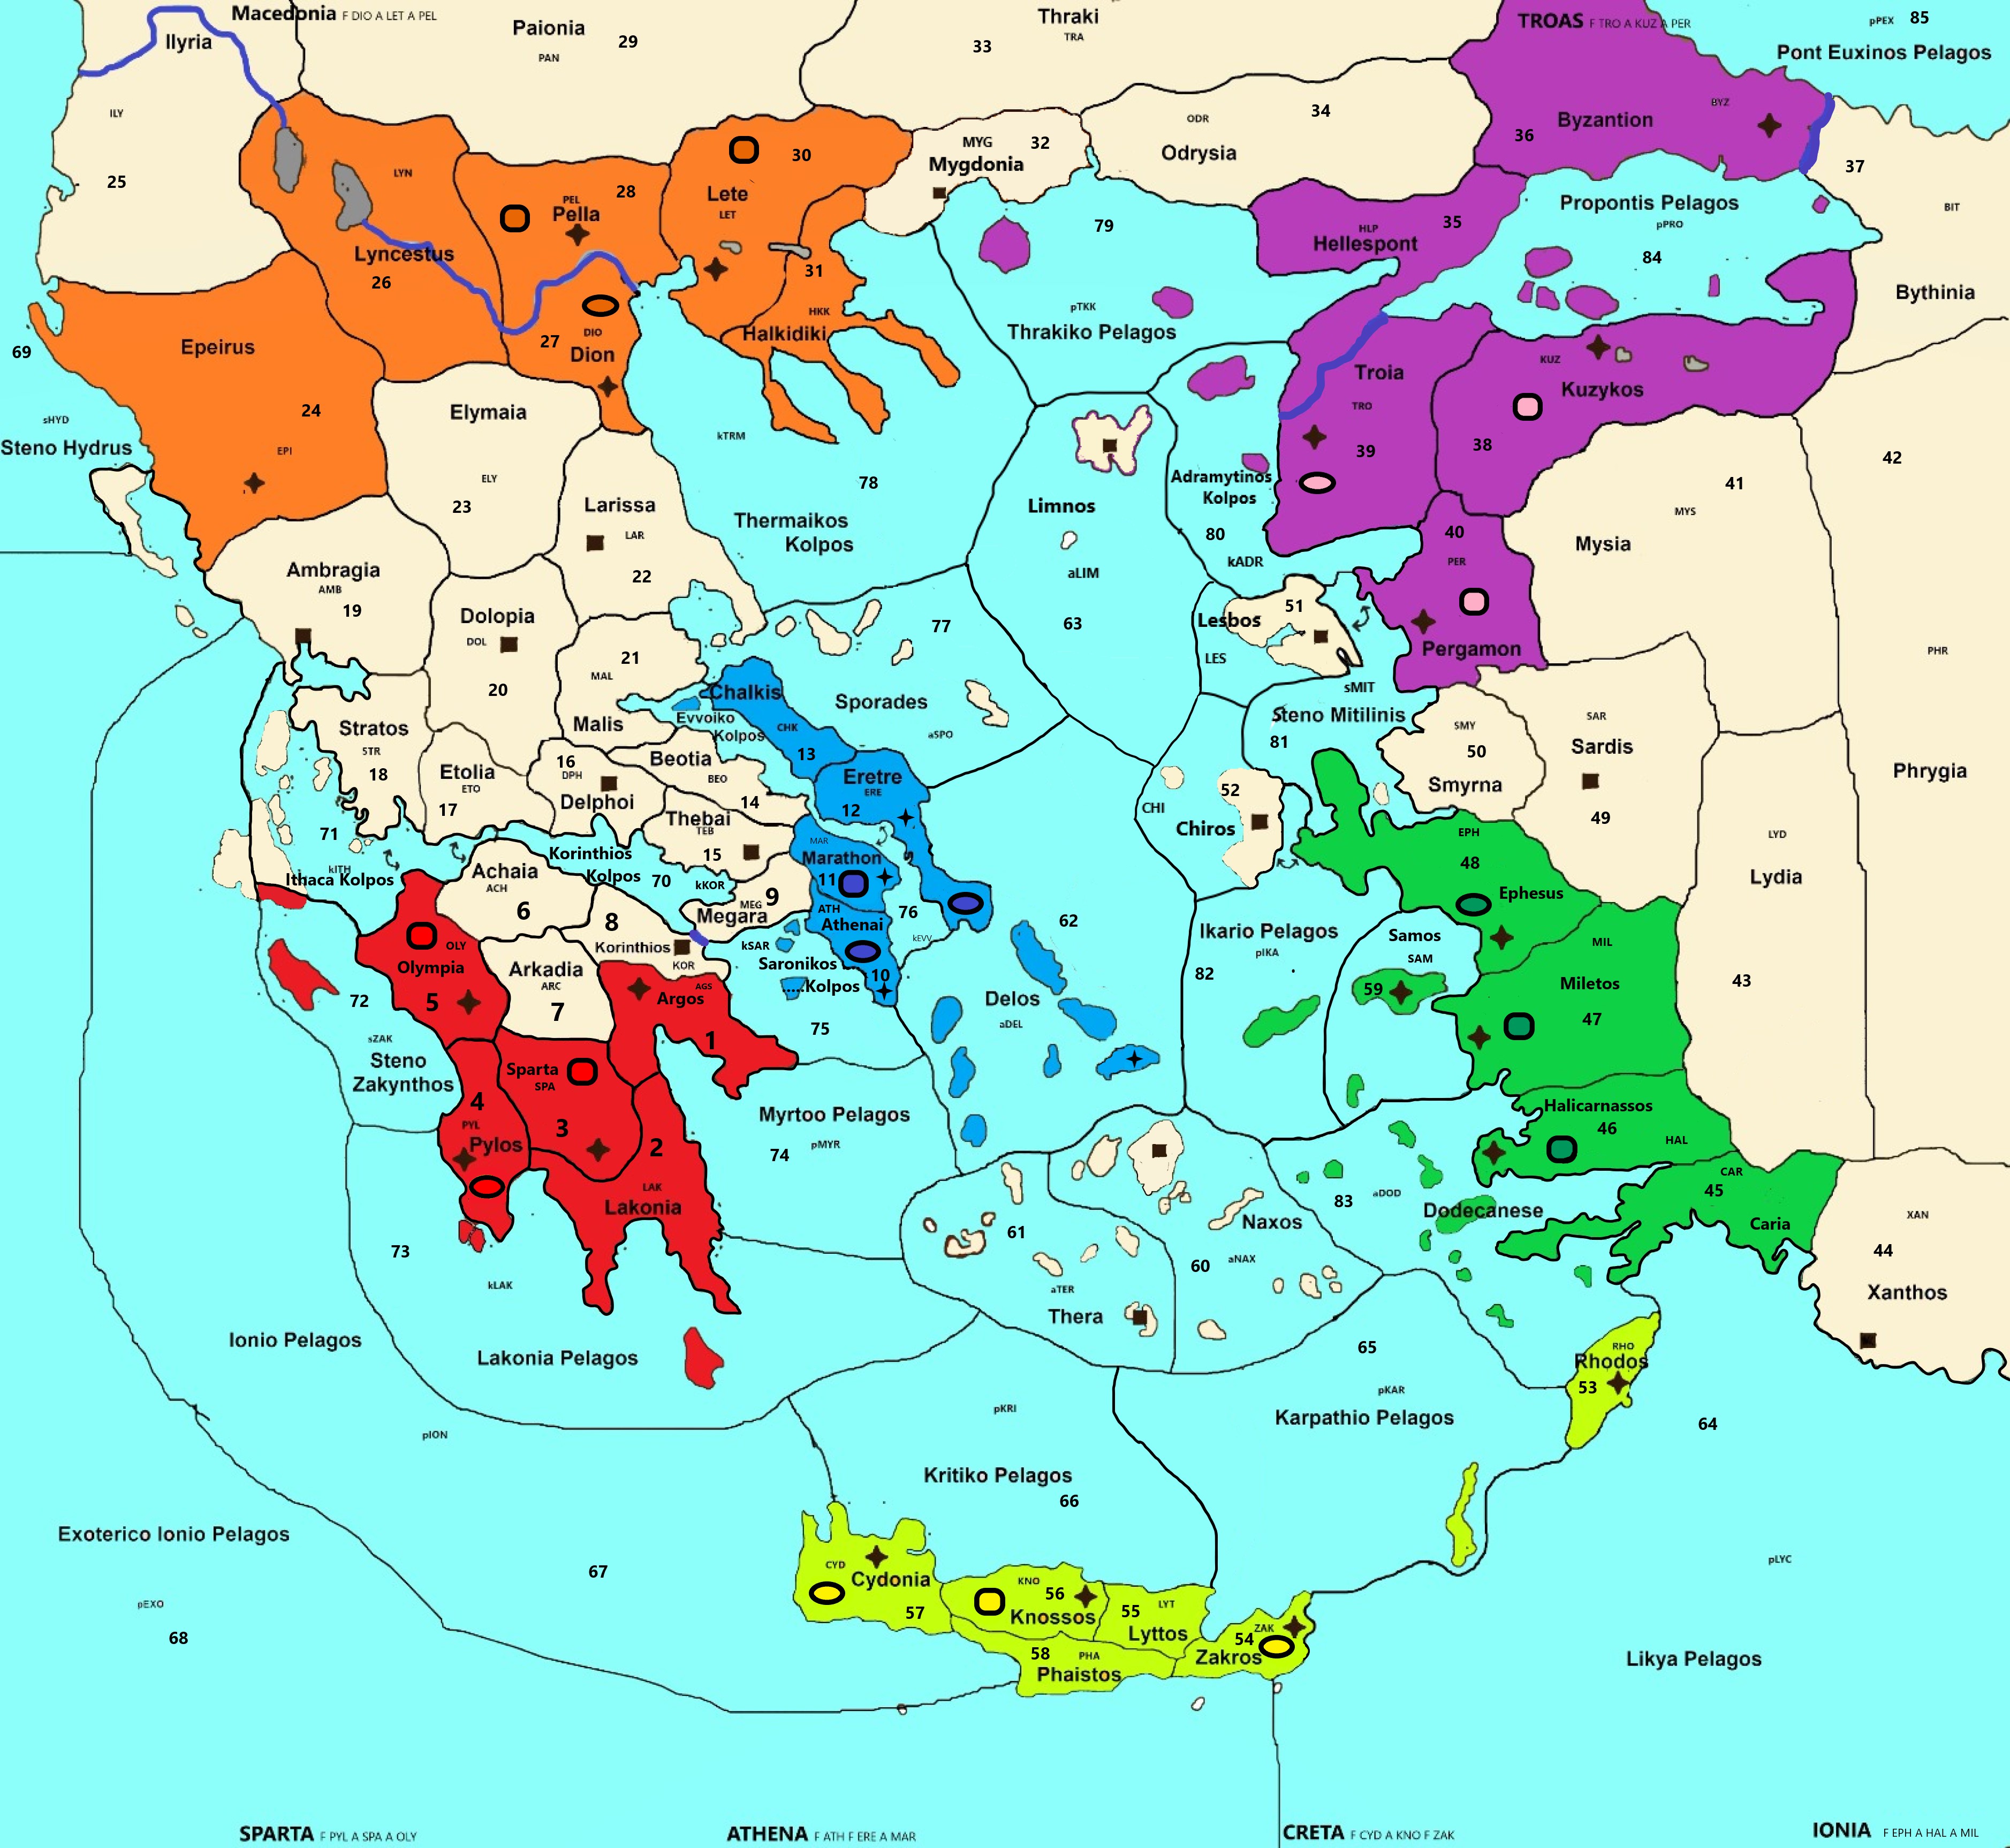 Macedonia F DIO A LET A PEL
Ilyria
ILY
25
Paionia
PAN
29
Thraki
TRA
33
TROAS F TRO A KUZ A PER
pPEX 85
Pont Euxinos Pelagos
LYN
Lyncestus
26
PEL
28
Pella
30
Lete
LET
31
HKK
Halkidiki
MYG
32
Mygdonia
ODR
34
Odrysia
BYZ
Byzantion
36
37
BIT
Bythinia
Propontis Pelagos
pPRO
84
HLP
35
Hellespont
79
pTKK
Thrakiko Pelagos
69
sHYD
Steno Hydrus
Epeirus
24
EPI
DIO
27
Dion
Elymaia
ELY
23
kTRM
78
Thermaikos
Kolpos
Larissa
LAR
22
Limnos
aLIM
63
Adramytinos
Kolpos
80
kADR
Troia
TRO
39
KUZ
Kuzykos
38
40
PER
Pergamon
41
MYS
Mysia
42
PHR
Phrygia
Ambragia
AMB
19
Dolopia
DOL
20
21
MAL
Malis
77
Sporades
aSPO
Lesbos
51
LES
sMIT
Steno Mitilinis
81
SMY
50
Smyrna
SAR
Sardis
49
Stratos
STR
18
Etolia
ETO
17
16
DPH
Delphoi
Evvoiko
Kolpos
Beotia
BEO
14
Thebai
TEB
15
Chalkis
CHK
13
Eretre
ERE
12
MAR
Marathon
11
ATH
Athenai
10
71
kITH
Ithaca Kolpos
Korinthios
Kolpos
70
kKOR
Achaia
ACH
6
8
Korinthios
KOR
MEG
9
Megara
kSAR
Saronikos
.....Kolpos
75
76
kEVV
62
Delos
aDEL
CHI
Chiros
52
Ikario Pelagos
pIKA
82
Samos
SAM
59
EPH
48
Ephesus
MIL
Miletos
47
LYD
Lydia
43
OLY
Olympia
5
Arkadia
ARC
7
AGS
Argos
1
72
sZAK
Steno
Zakynthos
Sparta
SPA
3
4
PYL
Pylos
2
LAK
Lakonia
Myrtoo Pelagos
74
pMYR
Halicarnassos
46
HAL
CAR
45
Caria
83
aDOD
Dodecanese
XAN
44
Xanthos
73
kLAK
Lakonia Pelagos
61
aTER
Thera
Naxos
60
aNAX
Ionio Pelagos
pION
65
pKAR
Karpathio Pelagos
RHO
Rhodos
53
64
pKRI
Kritiko Pelagos
66
Exoterico Ionio Pelagos
pEXO
68
67
CYD
Cydonia
57
KNO
56
Knossos
55
LYT
Lyttos
58
PHA
Phaistos
54
ZAK
Zakros
pLYC
Likya Pelagos
SPARTA F PYL A SPA A OLY
ATHENA F ATH F ERE A MAR
CRETA F CYD A KNO F ZAK
IONIA F EPH A HAL A MIL